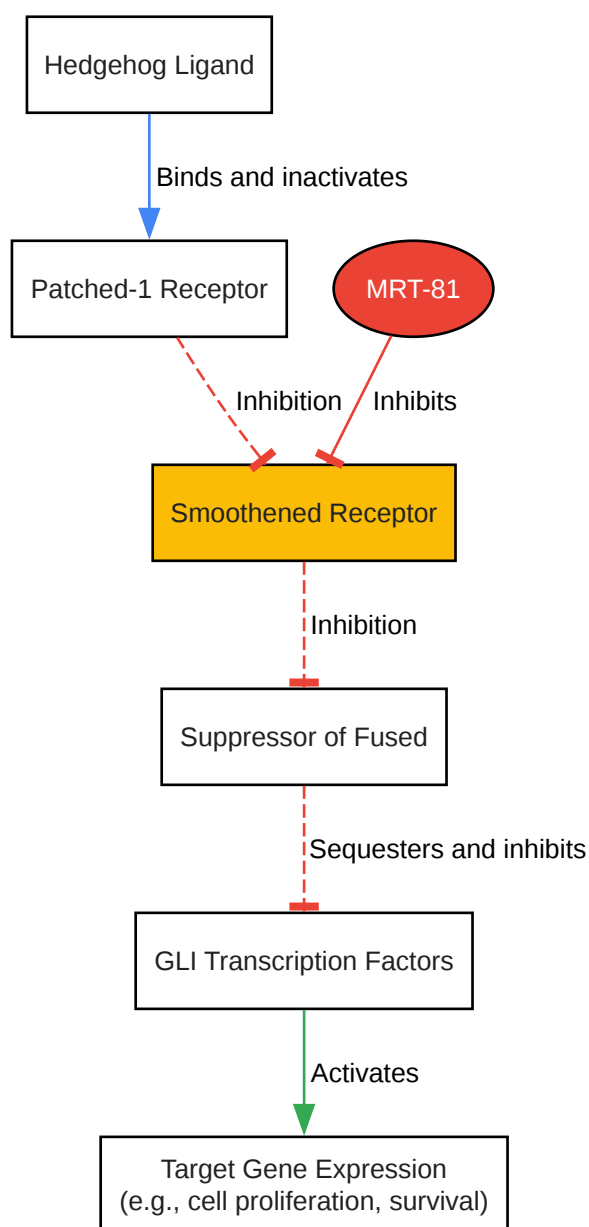 Hedgehog Ligand
Binds and inactivates
Patched-1 Receptor
MRT-81
Inhibition
Inhibits
Smoothened Receptor
Inhibition
Suppressor of Fused
Sequesters and inhibits
GLI Transcription Factors
Activates
Target Gene Expression
(e.g., cell proliferation, survival)